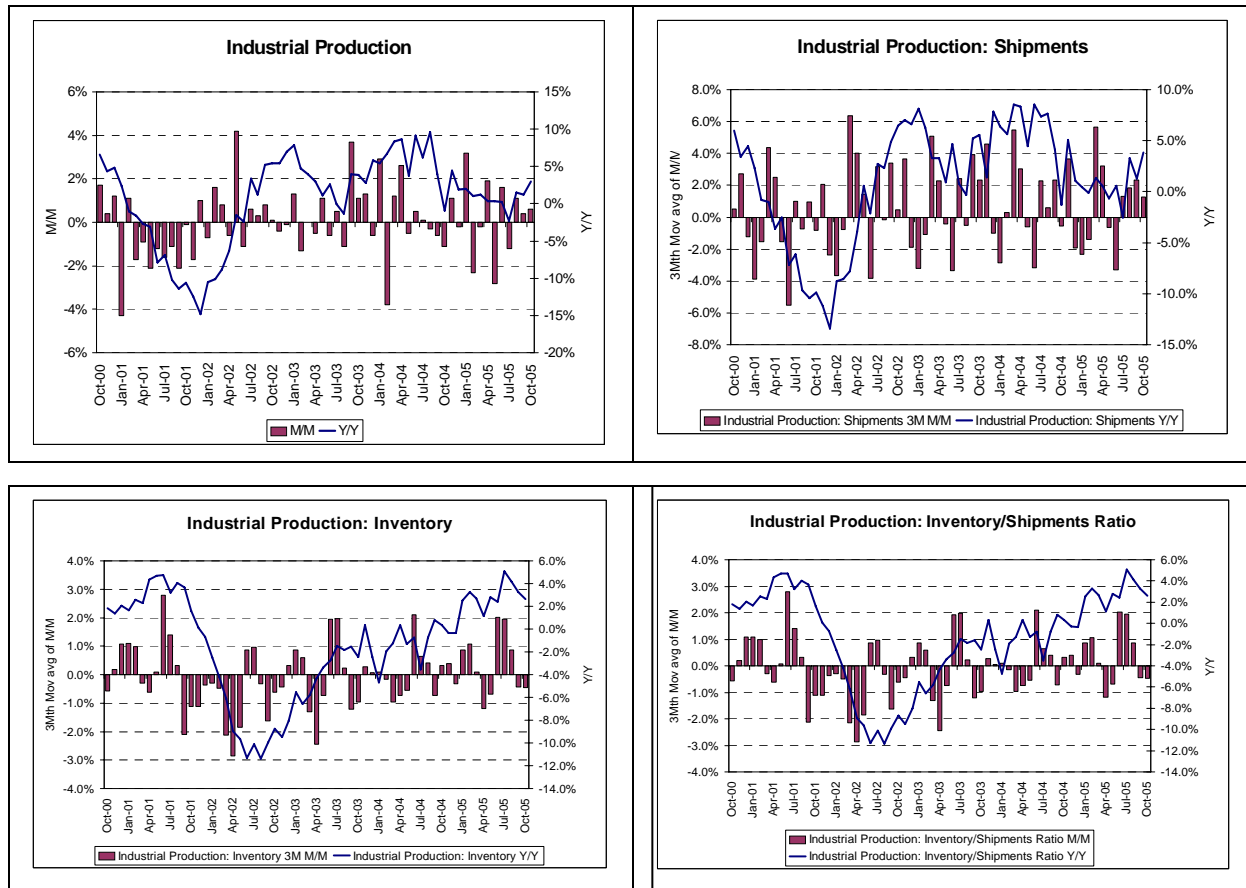 Industrial Production
6%
4%
2%
0%
-2%
-4%
-6%
M/M
15%
10%
5%
0%
-5%
-10%
-15%
-20%
Y/Y
Oct-00
Jan-01
Apr-01
Jul-01
Oct-01
Jan-02
Apr-02
Jul-02
Oct-02
Jan-03
Apr-03
Jul-03
Oct-03
Jan-04
Apr-04
Jul-04
Oct-04
Jan-05
Apr-05
Jul-05
Oct-05
M/M Y/Y
Industrial Production: Shipments
8.0%
6.0%
4.0%
2.0%
0.0%
-2.0%
-4.0%
-6.0%
-8.0%
3Mth Mov avg of M/M
10.0%
5.0%
0.0%
-5.0%
-10.0%
-15.0%
Y/Y
Oct-00
Jan-01
Apr-01
Jul-01
Oct-01
Jan-02
Apr-02
Jul-02
Oct-02
Jan-03
Apr-03
Jul-03
Oct-03
Jan-04
Apr-04
Jul-04
Oct-04
Jan-05
Apr-05
Jul-05
Oct-05
Industrial Production: Shipments 3M M/M Industrial Production: Shipments Y/Y
Industrial Production: Inventory
4.0%
3.0%
2.0%
1.0%
0.0%
-1.0%
-2.0%
-3.0%
-4.0%
3Mth Mov avg of M/M
6.0%
4.0%
2.0%
0.0%
-2.0%
-4.0%
-6.0%
-8.0%
-10.0%
-12.0%
-14.0%
Y/Y
Oct-00
Jan-01
Apr-01
Jul-01
Oct-01
Jan-02
Apr-02
Jul-02
Oct-02
Jan-03
Apr-03
Jul-03
Oct-03
Jan-04
Apr-04
Jul-04
Oct-04
Jan-05
Apr-05
Jul-05
Oct-05
Industrial Production: Inventory 3M M/M Industrial Production: Inventory Y/Y
Industrial Production: Inventory/Shipments Ratio
4.0%
3.0%
2.0%
1.0%
0.0%
-1.0%
-2.0%
-3.0%
-4.0%
3Mth Mov avg of M/M
6.0%
4.0%
2.0%
0.0%
-2.0%
-4.0%
-6.0%
-8.0%
-10.0%
-12.0%
-14.0%
Y/Y
Oct-00
Jan-01
Apr-01
Jul-01
Oct-01
Jan-02
Apr-02
Jul-02
Oct-02
Jan-03
Apr-03
Jul-03
Oct-03
Jan-04
Apr-04
Jul-04
Oct-04
Jan-05
Apr-05
Jul-05
Oct-05
Industrial Production: Inventory/Shipments Ratio M/M
Industrial Production: Inventory/Shipments Ratio Y/Y